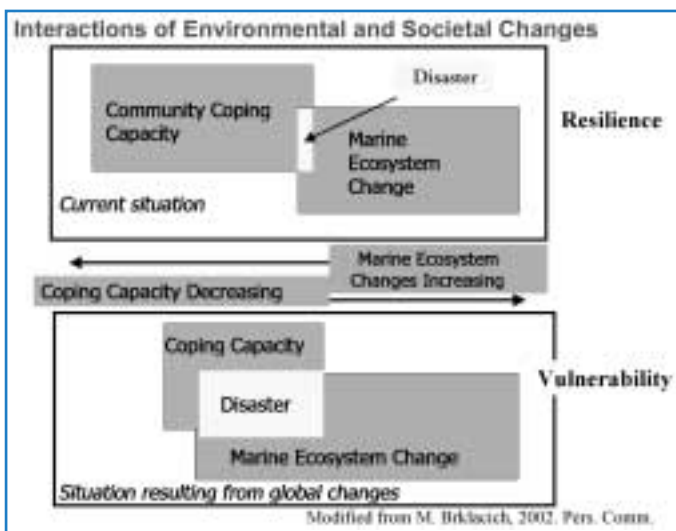 Interactions of Environmental and Societal Changes
Disaster
Community Coping
Capacity
Resilience
Marine
Ecosystem
Change
Current situation
Marine Ecosystem
Changes Increasing
Coping Capacity Decreasing
Coping Capacity
Vulnerability
Disaster
Marine Ecosystem Change
Situation resulting from global changes
Modified from M. Brklacich, 2002. Pers. Comm.